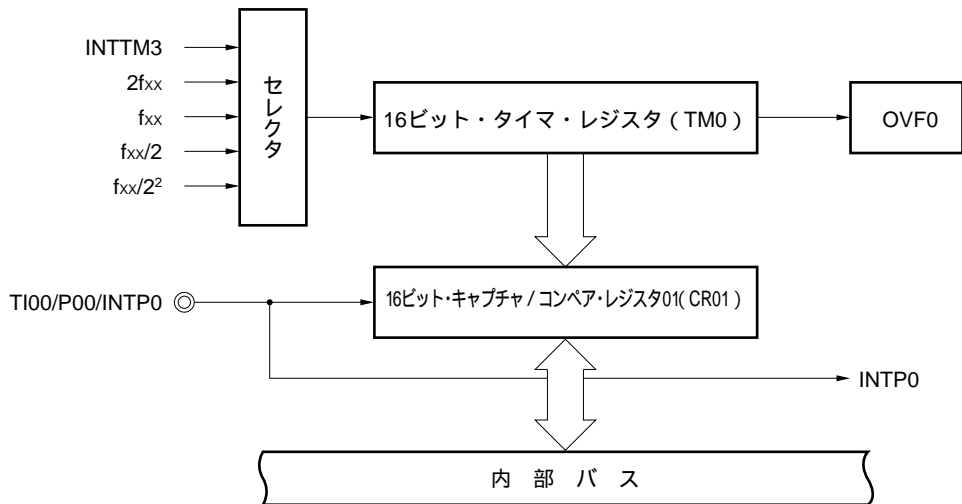 INTTM3
2fxx
fxx
fxx/2
fxx/2²
セレクタ
16ビット・タイマ・レジスタ（TM0）
OVF0
TI00/P00/INTP0
16ビット・キャプチャ/コンペア・レジスタ01（CR01）
INTP0
内部バス